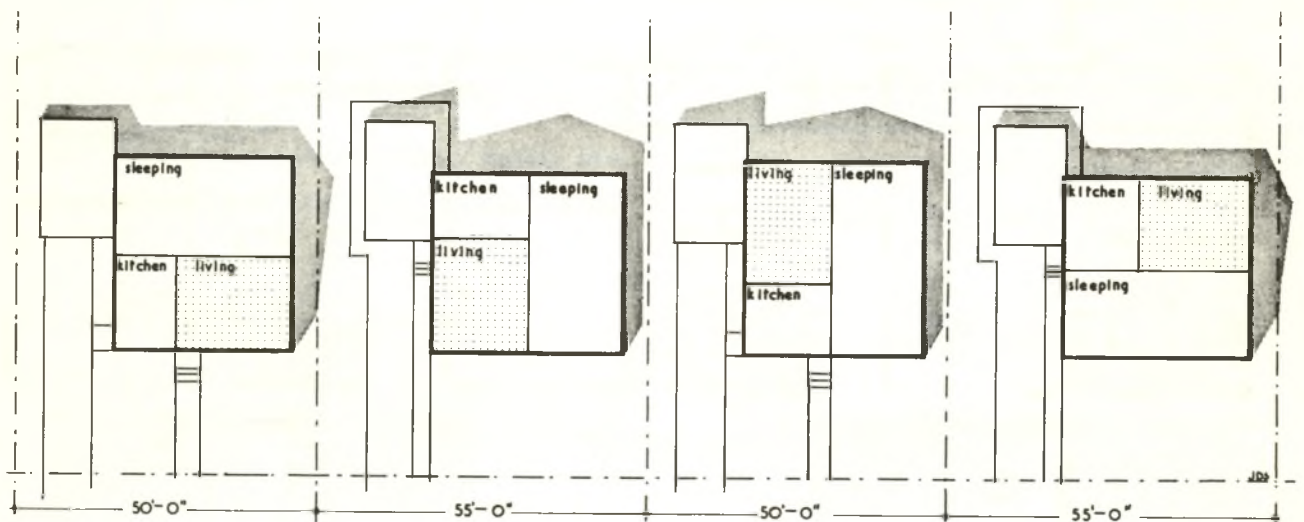 sleeping
kitchen living
kitchen sleeping
living
living sleeping
kitchen
kitchen living
sleeping
JDS
50'-0" 55'-0" 50'-0" 55'-0"